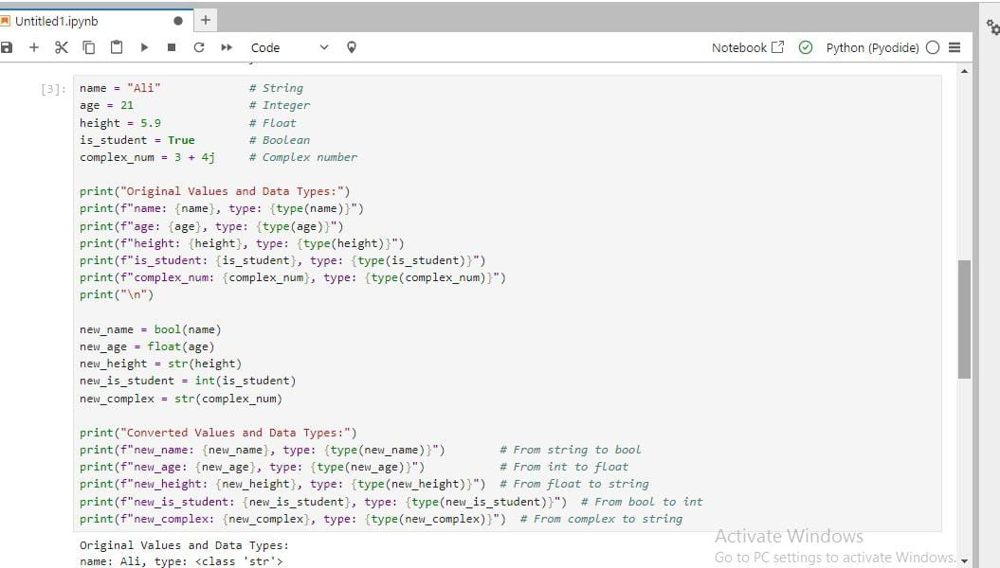 Untitled1.ipynb
Code
Notebook
Python (Pyodide)
[3]:
name = "Ali" # String
age = 21 # Integer
height = 5.9 # Float
is_student = True # Boolean
complex_num = 3 + 4j # Complex number
print("Original Values and Data Types:")
print(f"name: {name}, type: {type(name)}")
print(f"age: {age}, type: {type(age)}")
print(f"height: {height}, type: {type(height)}")
print(f"is_student: {is_student}, type: {type(is_student)}")
print(f"complex_num: {complex_num}, type: {type(complex_num)}")
print("\n")
new_name = bool(name)
new_age = float(age)
new_height = str(height)
new_is_student = int(is_student)
new_complex = str(complex_num)
print("Converted Values and Data Types:")
print(f"new_name: {new_name}, type: {type(new_name)}") # From string to bool
print(f"new_age: {new_age}, type: {type(new_age)}") # From int to float
print(f"new_height: {new_height}, type: {type(new_height)}") # From float to string
print(f"new_is_student: {new_is_student}, type: {type(new_is_student)}") # From bool to int
print(f"new_complex: {new_complex}, type: {type(new_complex)}") # From complex to string
Original Values and Data Types:
name: Ali, type: <class 'str'>
Activate Windows
Go to PC settings to activate Windows.